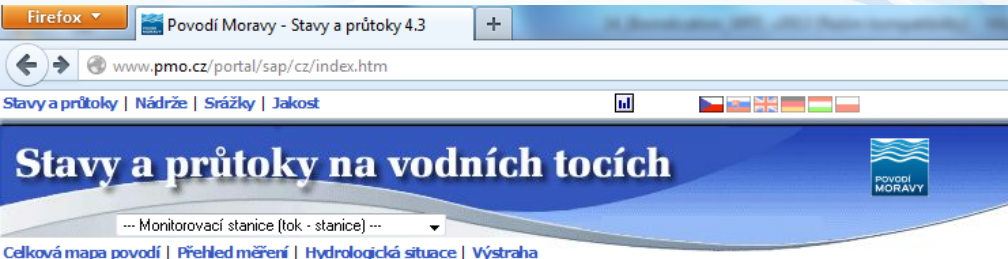 Firefox
Povodí Moravy - Stavy a průtoky 4.3 +
www.pmo.cz/portal/sap/cz/index.htm
Stavy a průtoky | Nádrže | Srážky | Jakost
Stavy a průtoky na vodních tocích
POVODÍ
MORAVY
--- Monitorovací stanice (tok - stanice) ---
Celková mapa povodí | Přehled měření | Hydrologická situace | Výstraha